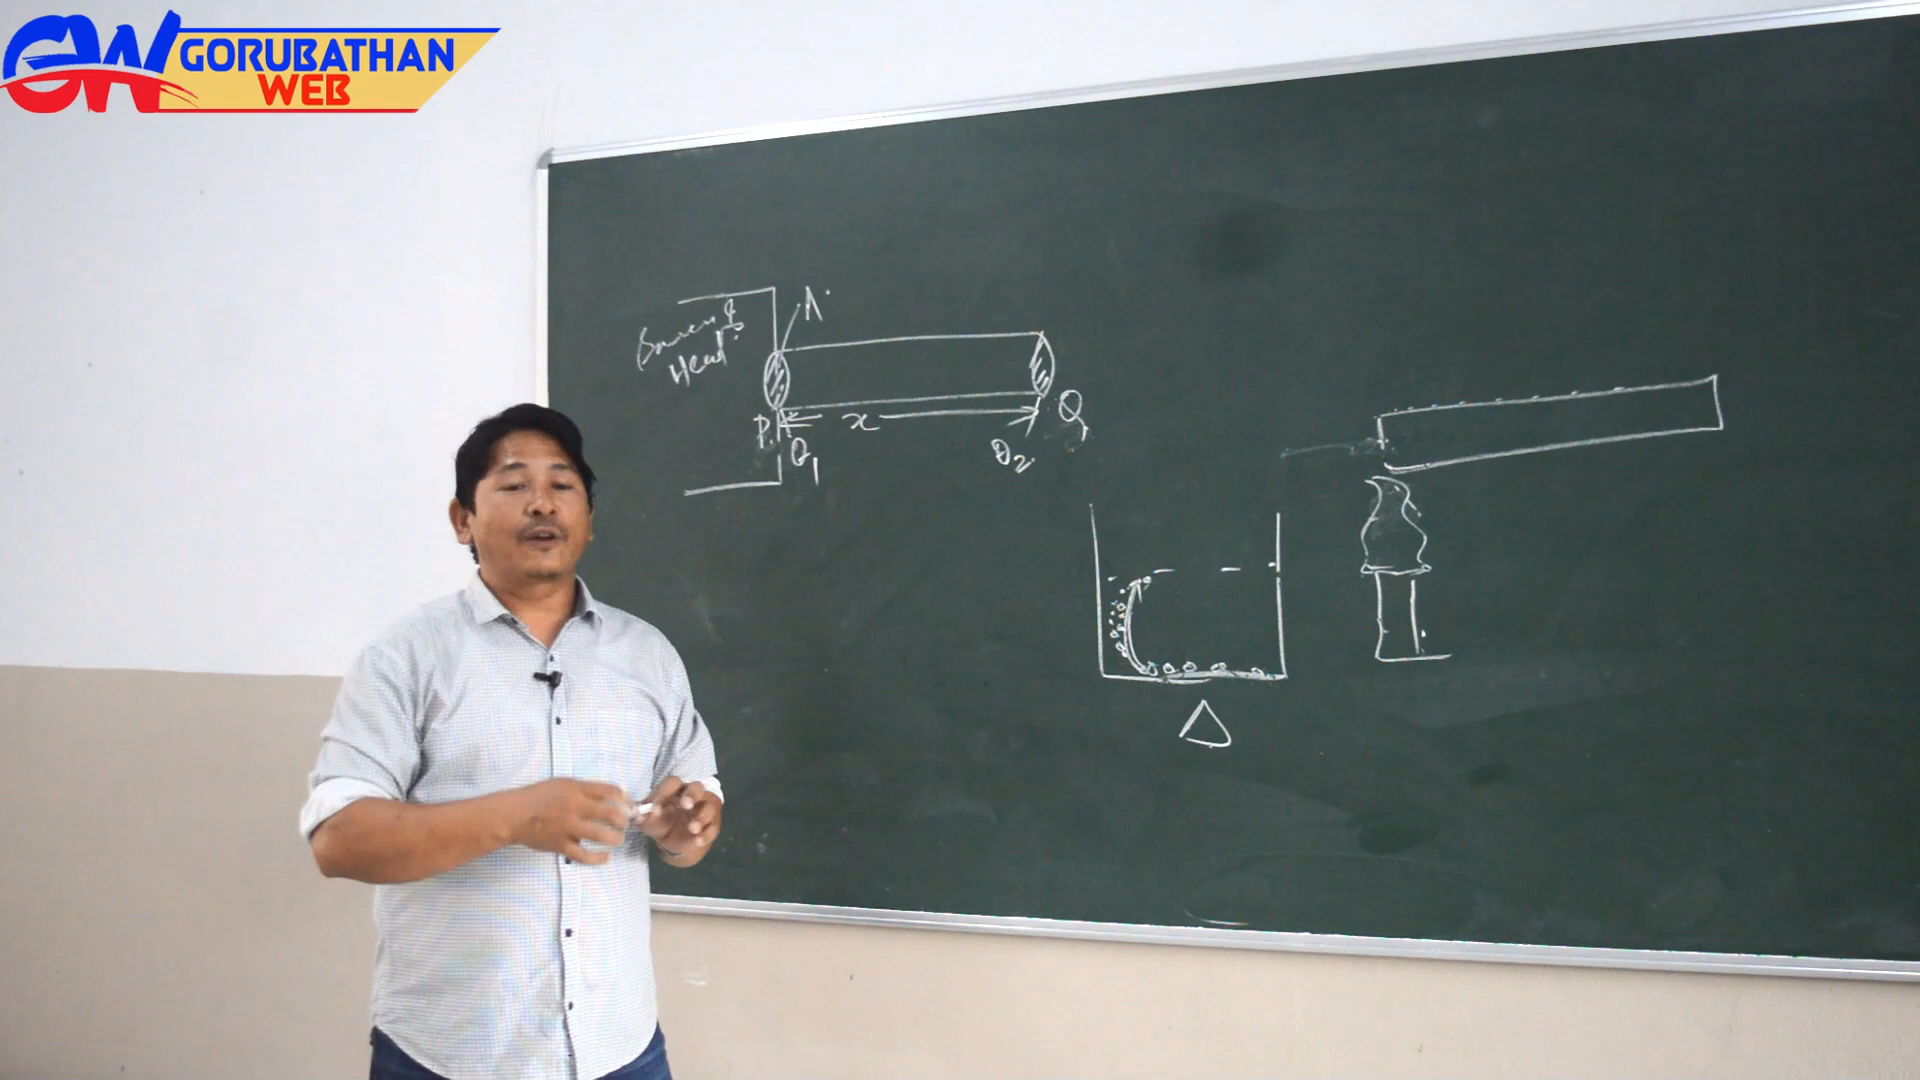 GORUBATHAN
WEB
A
Source of
Heat
P
x
Q
θ1
θ2